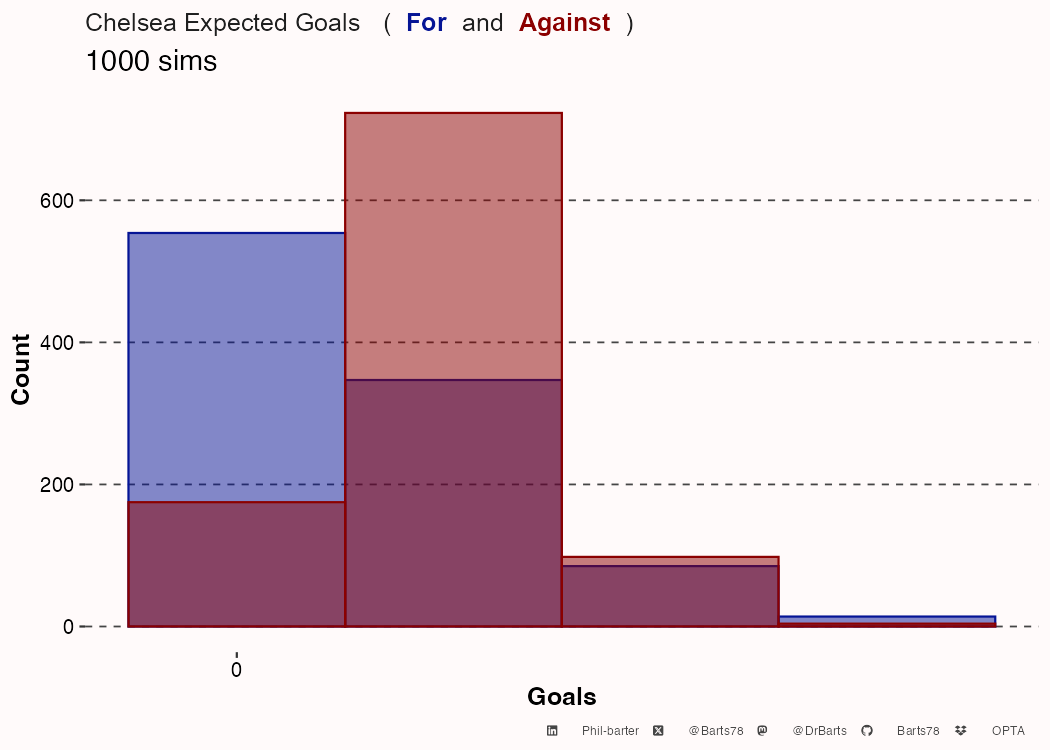 Chelsea Expected Goals ( For and Against )
1000 sims
600
400
200
0
Count
0
Goals
Phil-barter @Barts78 @DrBarts Barts78 OPTA